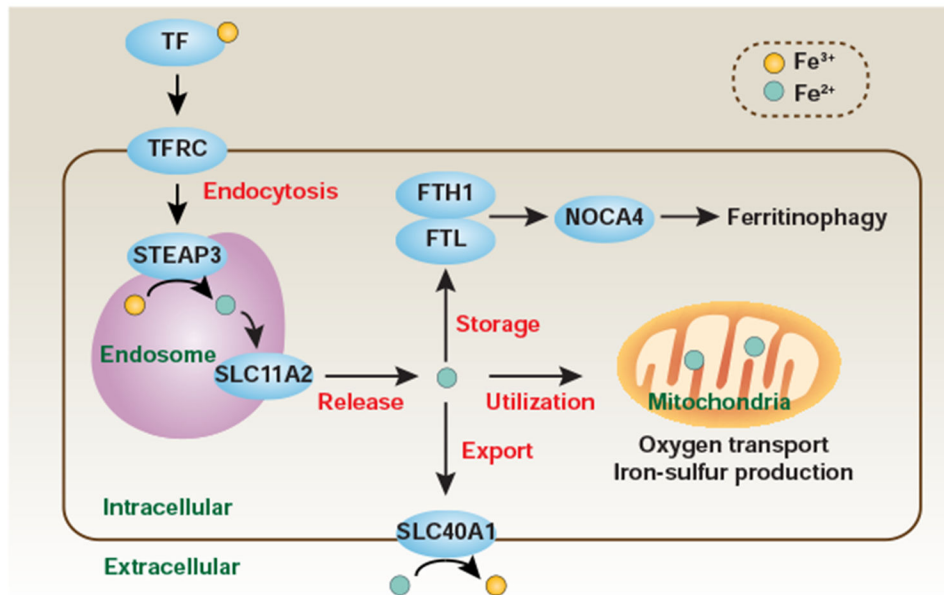 TF
Fe³⁺
Fe²⁺
TFRC
Endocytosis
FTH1
FTL
NOCA4
Ferritinophagy
STEAP3
Storage
Endosome
SLC11A2
Release
Utilization
Mitochondria
Export
Oxygen transport
Iron-sulfur production
Intracellular
SLC40A1
Extracellular